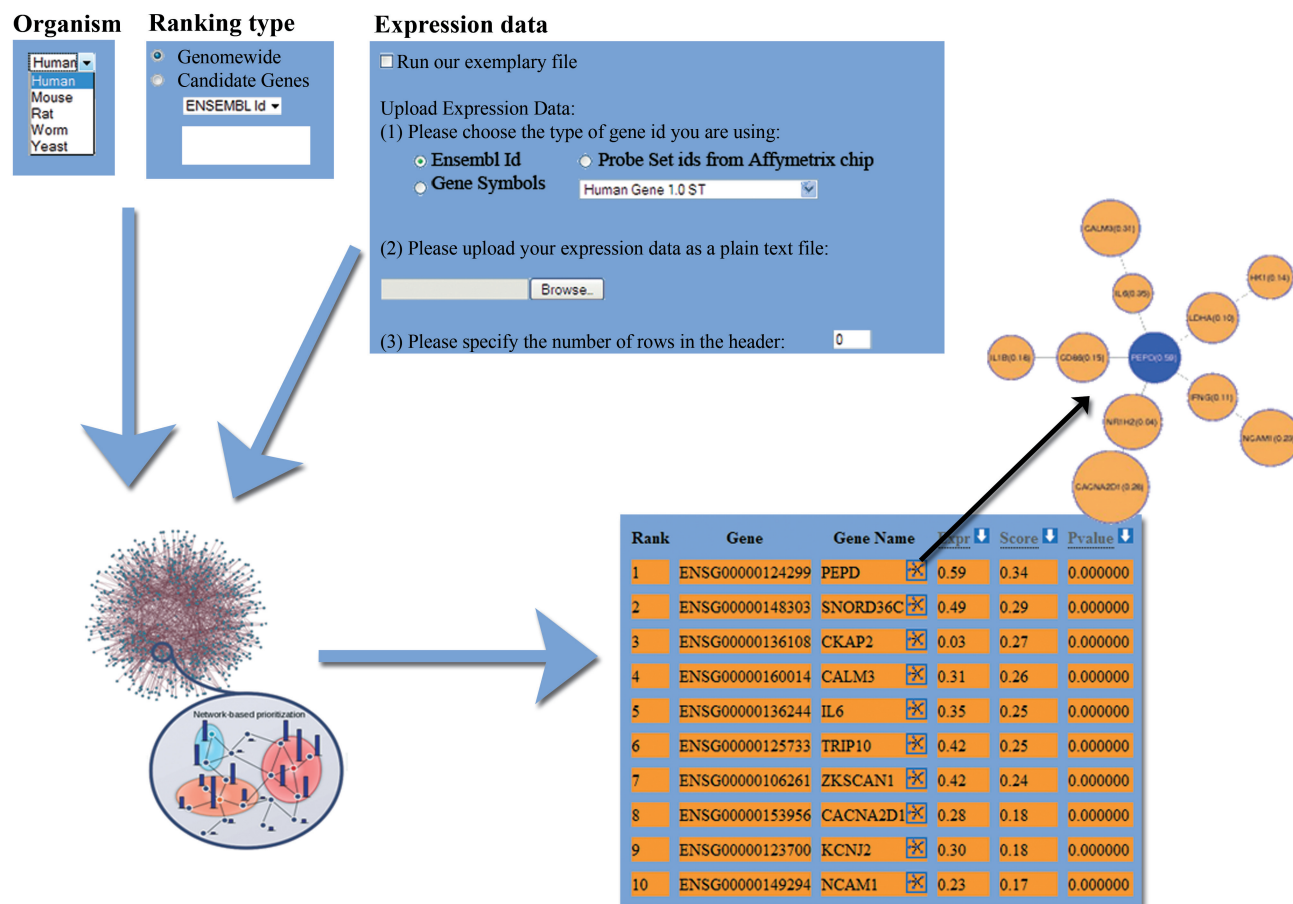 Organism
Ranking type
Expression data
Human
Human
Mouse
Rat
Worm
Yeast
Genomewide
Candidate Genes
ENSEMBL Id
Run our exemplary file
Upload Expression Data:
(1) Please choose the type of gene id you are using:
Ensembl Id
Probe Set ids from Affymetrix chip
Gene Symbols
Human Gene 1.0 ST
(2) Please upload your expression data as a plain text file:
Browse..
(3) Please specify the number of rows in the header:
0
CALM3(0.31)
HK1(0.14)
IL6(0.35)
LDHA(0.10)
IL1B(0.16)
CD86(0.15)
PEPD(0.59)
IFNG(0.11)
NR1H2(0.04)
NCAM1 (0.23
CACNA2D1 (0.28)
Network-based prioritization
Rank Gene Gene Name Expr Score Pvalue
1 ENSG00000124299 PEPD 0.59 0.34 0.000000
2 ENSG00000148303 SNORD36C 0.49 0.29 0.000000
3 ENSG00000136108 CKAP2 0.03 0.27 0.000000
4 ENSG00000160014 CALM3 0.31 0.26 0.000000
5 ENSG00000136244 IL6 0.35 0.25 0.000000
6 ENSG00000125733 TRIP10 0.42 0.25 0.000000
7 ENSG00000106261 ZKSCAN1 0.42 0.24 0.000000
8 ENSG00000153956 CACNA2D1 0.28 0.18 0.000000
9 ENSG00000123700 KCNJ2 0.30 0.18 0.000000
10 ENSG00000149294 NCAM1 0.23 0.17 0.000000